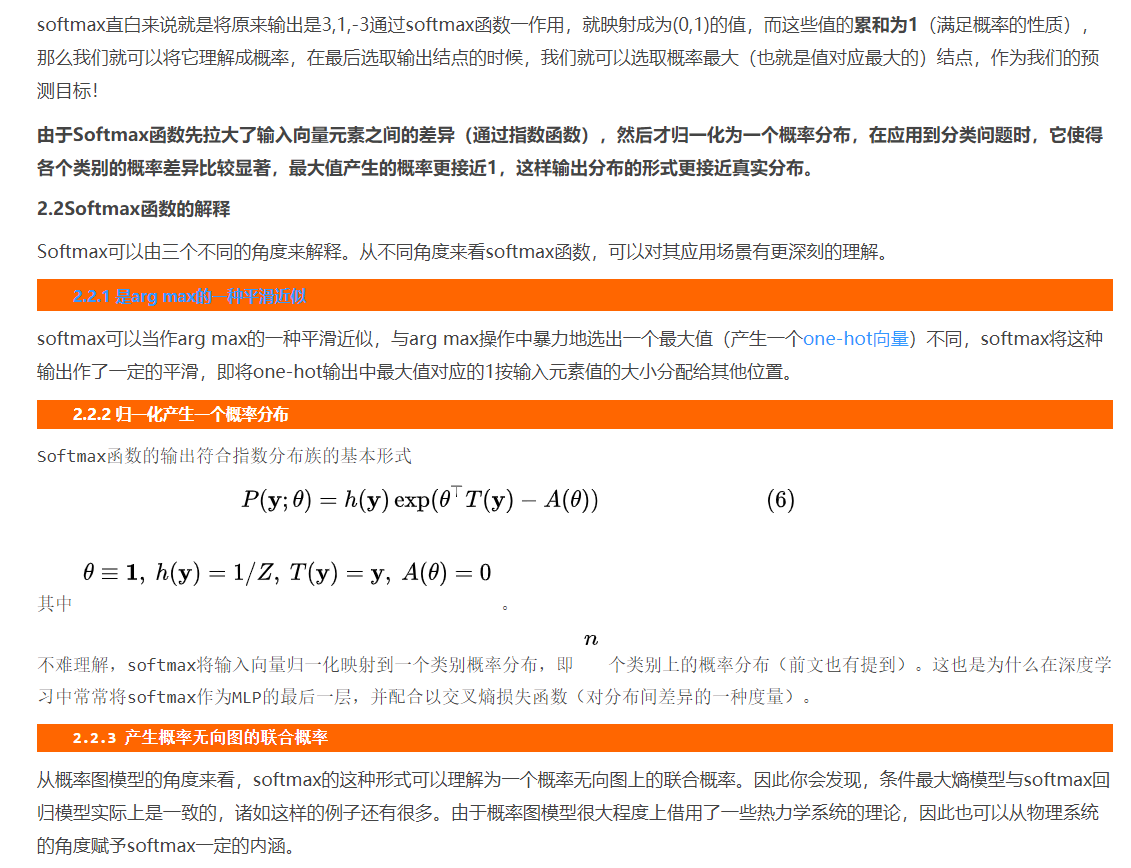 softmax直白来说就是将原来输出是3,1,-3通过softmax函数一作用，就映射成为(0,1)的值，而这些值的累和为1（满足概率的性质），
那么我们就可以将它理解成概率，在最后选取输出结点的时候，我们就可以选取概率最大（也就是值对应最大的）结点，作为我们的预
测目标！
由于Softmax函数先拉大了输入向量元素之间的差异（通过指数函数），然后才归一化为一个概率分布，在应用到分类问题时，它使得
各个类别的概率差异比较显著，最大值产生的概率更接近1，这样输出分布的形式更接近真实分布。
2.2Softmax函数的解释
Softmax可以由三个不同的角度来解释。从不同角度来看softmax函数，可以对其应用场景有更深刻的理解。
2.2.1 是arg max的一种平滑近似
softmax可以当作arg max的一种平滑近似，与arg max操作中暴力地选出一个最大值（产生一个one-hot向量）不同，softmax将这种
输出作了一定的平滑，即将one-hot输出中最大值对应的1按输入元素值的大小分配给其他位置。
2.2.2 归一化产生一个概率分布
Softmax函数的输出符合指数分布族的基本形式
P(y;θ) = h(y) exp(θ⊤T(y) − A(θ)) (6)
θ ≡ 1, h(y) = 1/Z, T(y) = y, A(θ) = 0
其中 。
n
不难理解，softmax将输入向量归一化映射到一个类别概率分布，即 个类别上的概率分布（前文也有提到）。这也是为什么在深度学
习中常常将softmax作为MLP的最后一层，并配合以交叉熵损失函数（对分布间差异的一种度量）。
2.2.3 产生概率无向图的联合概率
从概率图模型的角度来看，softmax的这种形式可以理解为一个概率无向图上的联合概率。因此你会发现，条件最大熵模型与softmax回
归模型实际上是一致的，诸如这样的例子还有很多。由于概率图模型很大程度上借用了一些热力学系统的理论，因此也可以从物理系统
的角度赋予softmax一定的内涵。